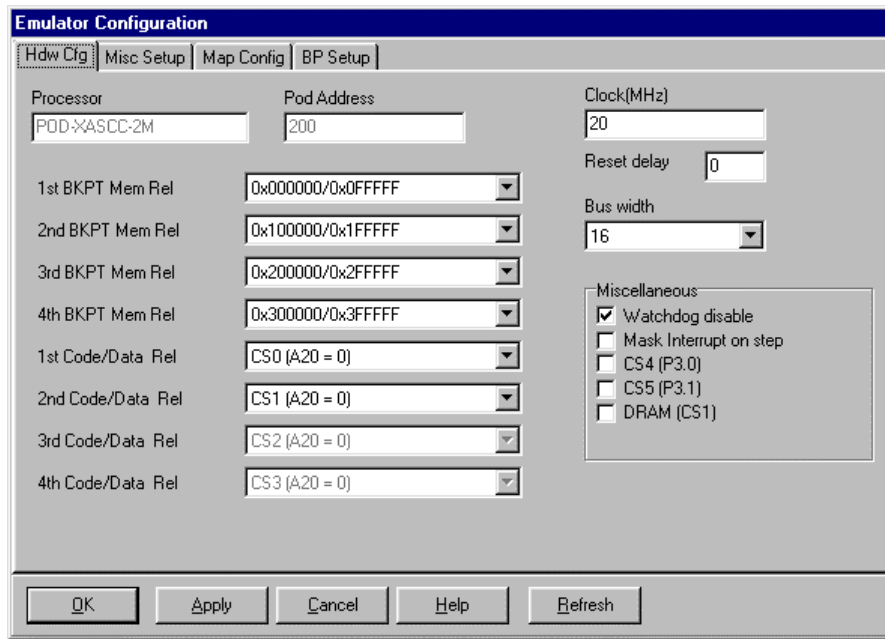 Emulator Configuration
Hdw Cfg Misc Setup Map Config BP Setup
Processor
POD-XASCC-2M
Pod Address
200
Clock(MHz)
20
Reset delay 0
Bus width
16
1st BKPT Mem Rel 0x000000/0x0FFFFF
2nd BKPT Mem Rel 0x100000/0x1FFFFF
3rd BKPT Mem Rel 0x200000/0x2FFFFF
4th BKPT Mem Rel 0x300000/0x3FFFFF
1st Code/Data Rel CS0 (A20 = 0)
2nd Code/Data Rel CS1 (A20 = 0)
3rd Code/Data Rel CS2 (A20 = 0)
4th Code/Data Rel CS3 (A20 = 0)
Miscellaneous
Watchdog disable
Mask Interrupt on step
CS4 (P3.0)
CS5 (P3.1)
DRAM (CS1)
OK Apply Cancel Help Refresh